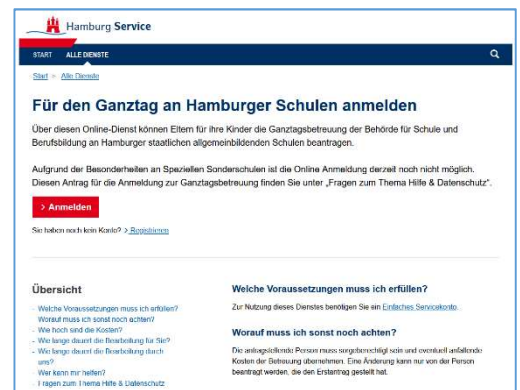 Hamburg Service
START ALLE DIENSTE
Start > Alle Dienste
Für den Ganztag an Hamburger Schulen anmelden
Über diesen Online-Dienst können Eltern für ihre Kinder die Ganztagsbetreuung der Behörde für Schule und
Berufsbildung an Hamburger staatlichen allgemeinbildenden Schulen beantragen.
Aufgrund der Besonderheiten an Speziellen Sonderschulen ist die Online Anmeldung derzeit noch nicht möglich.
Diesen Antrag für die Anmeldung zur Ganztagsbetreuung finden Sie unter „Fragen zum Thema Hilfe & Datenschutz“.
> Anmelden
Sie haben noch kein Konto? > Registrieren
Übersicht
- Welche Voraussetzungen muss ich erfüllen?
- Worauf muss ich sonst noch achten?
- Wie hoch sind die Kosten?
- Wie lange dauert die Bearbeitung für Sie?
- Wie lange dauert die Bearbeitung durch
uns?
- Wer kann mir helfen?
- Fragen zum Thema Hilfe & Datenschutz
Welche Voraussetzungen muss ich erfüllen?
Zur Nutzung dieses Dienstes benötigen Sie ein Einfaches Servicekonto.
Worauf muss ich sonst noch achten?
Die antragstellende Person muss sorgeberechtigt sein und eventuell anfallende
Kosten der Betreuung übernehmen. Eine Änderung kann nur von der Person
beantragt werden, die den Erstantrag gestellt hat.